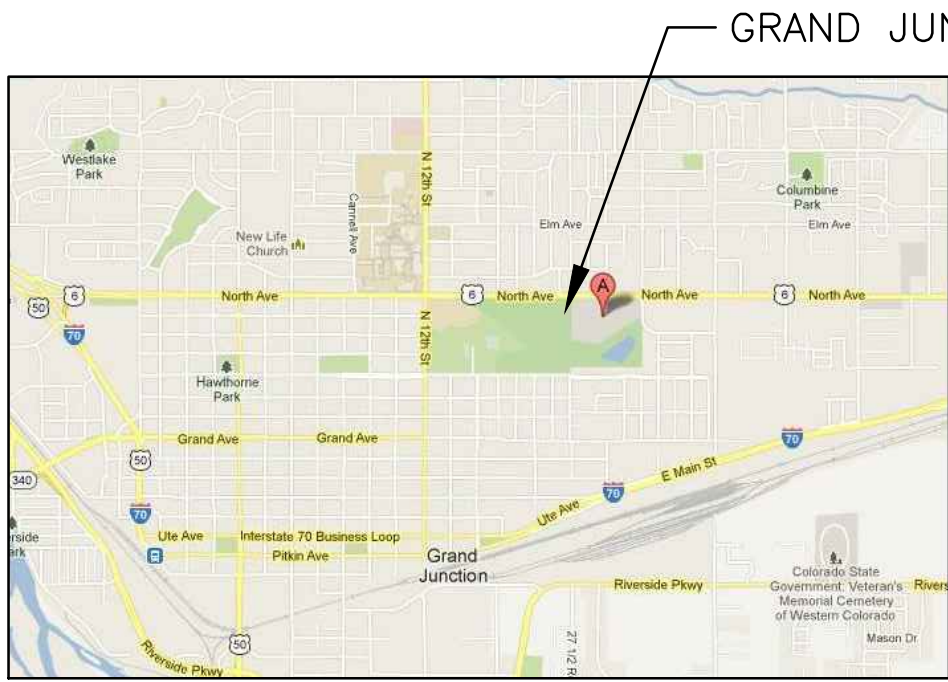 GRAND JUN
Westlake
Park
N 12th St
Cannell Ave
Columbine
Park
Elm Ave
Elm Ave
New Life
Church
A
6
North Ave
6
North Ave
North Ave
6
North Ave
50
70
N 12th St
Hawthorne
Park
Grand Ave
Grand Ave
50
70
E Main St
340
70
Ute Ave
70
Ute Ave
Interstate 70 Business Loop
Pitkin Ave
Grand
Junction
erside
ark
Riverside Pkwy
Rivers
Colorado State
Government: Veteran's
Memorial Cemetery
of Western Colorado
Mason Dr
27 1/2 R
50
Riverside Pkwy